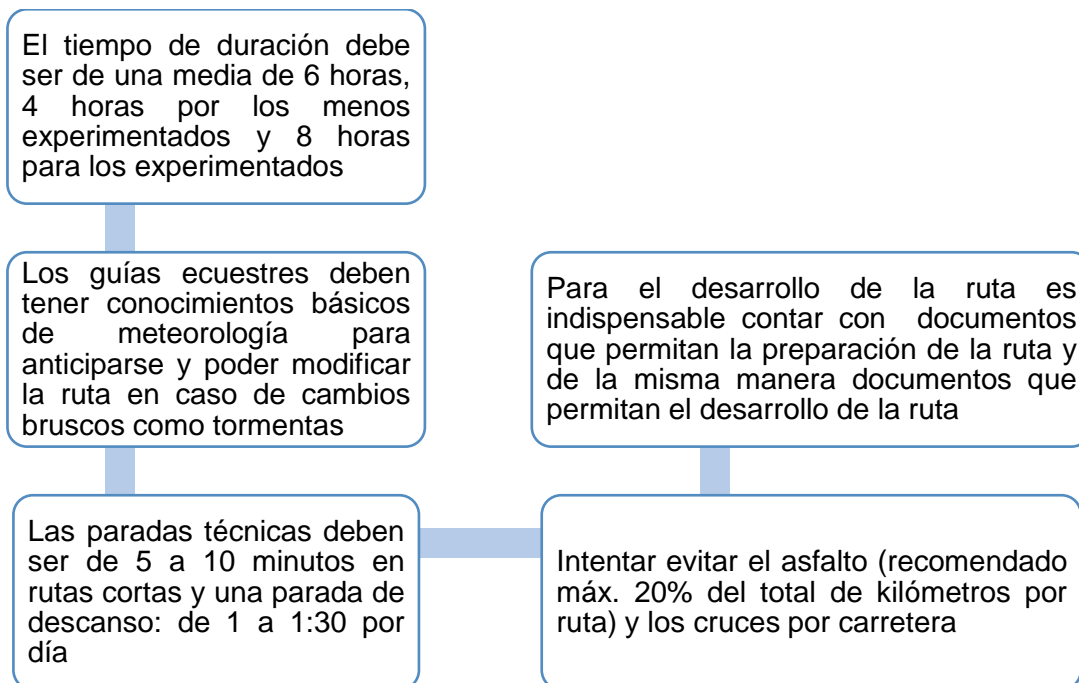 El tiempo de duración debe
ser de una media de 6 horas,
4 horas por los menos
experimentados y 8 horas
para los experimentados
Los guías ecuestres deben
tener conocimientos básicos
de meteorología para
anticiparse y poder modificar
la ruta en caso de cambios
bruscos como tormentas
Las paradas técnicas deben
ser de 5 a 10 minutos en
rutas cortas y una parada de
descanso: de 1 a 1:30 por
día
Intentar evitar el asfalto (recomendado
máx. 20% del total de kilómetros por
ruta) y los cruces por carretera
Para el desarrollo de la ruta es
indispensable contar con documentos
que permitan la preparación de la ruta y
de la misma manera documentos que
permitan el desarrollo de la ruta